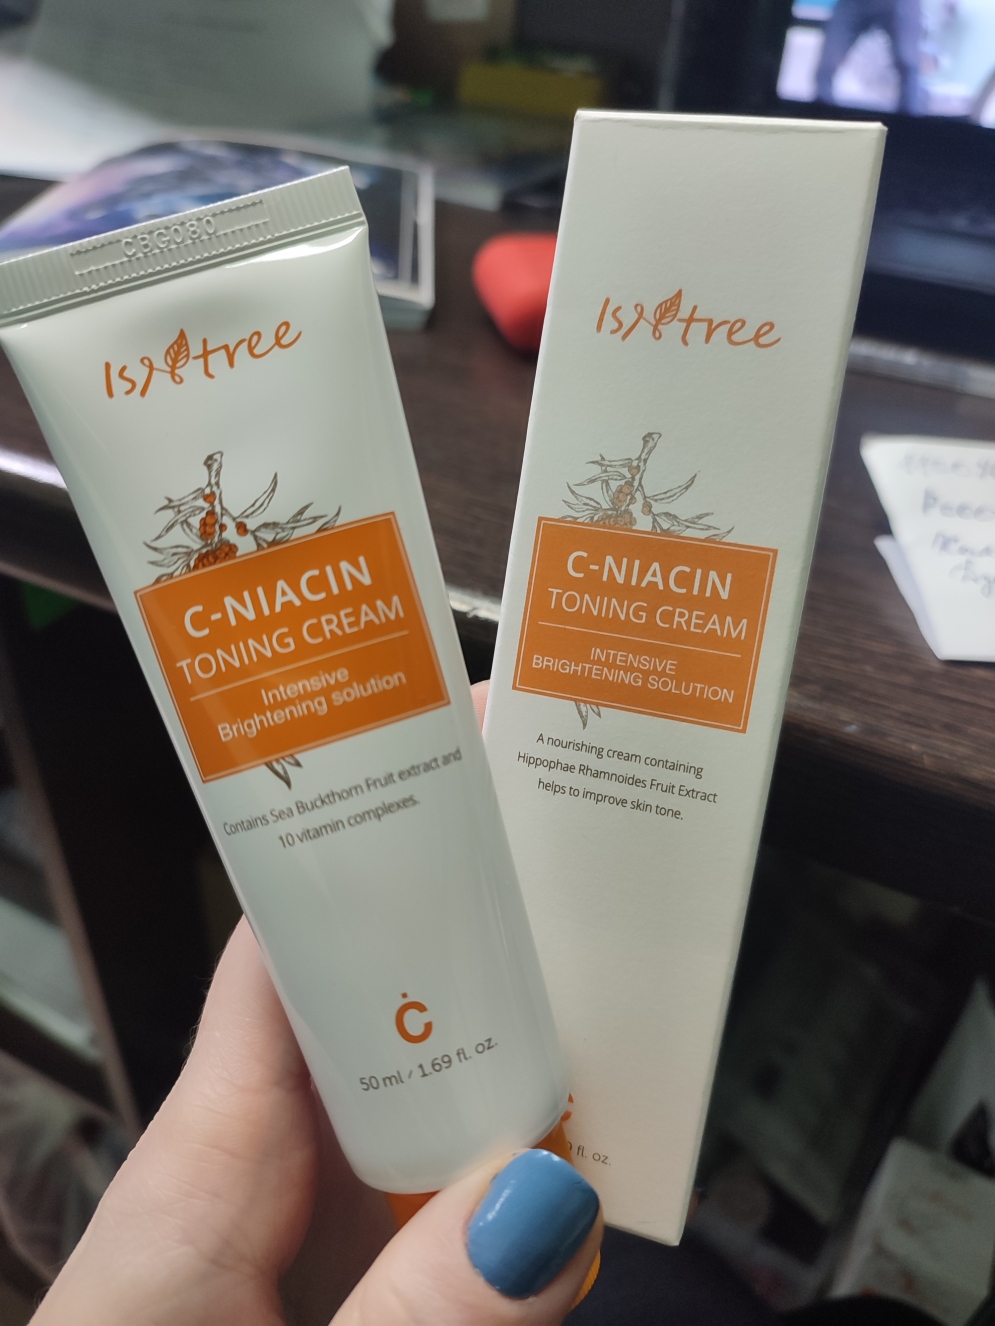 CBG080
Isntree
C-NIACIN
TONING CREAM
Intensive
Brightening solution
Contains Sea Buckthorn Fruit extract and
10 vitamin complexes.
C
50 ml / 1.69 fl. oz.
Isntree
C-NIACIN
TONING CREAM
INTENSIVE
BRIGHTENING SOLUTION
A nourishing cream containing
Hippophae Rhamnoides Fruit Extract
helps to improve skin tone.
fl. oz.